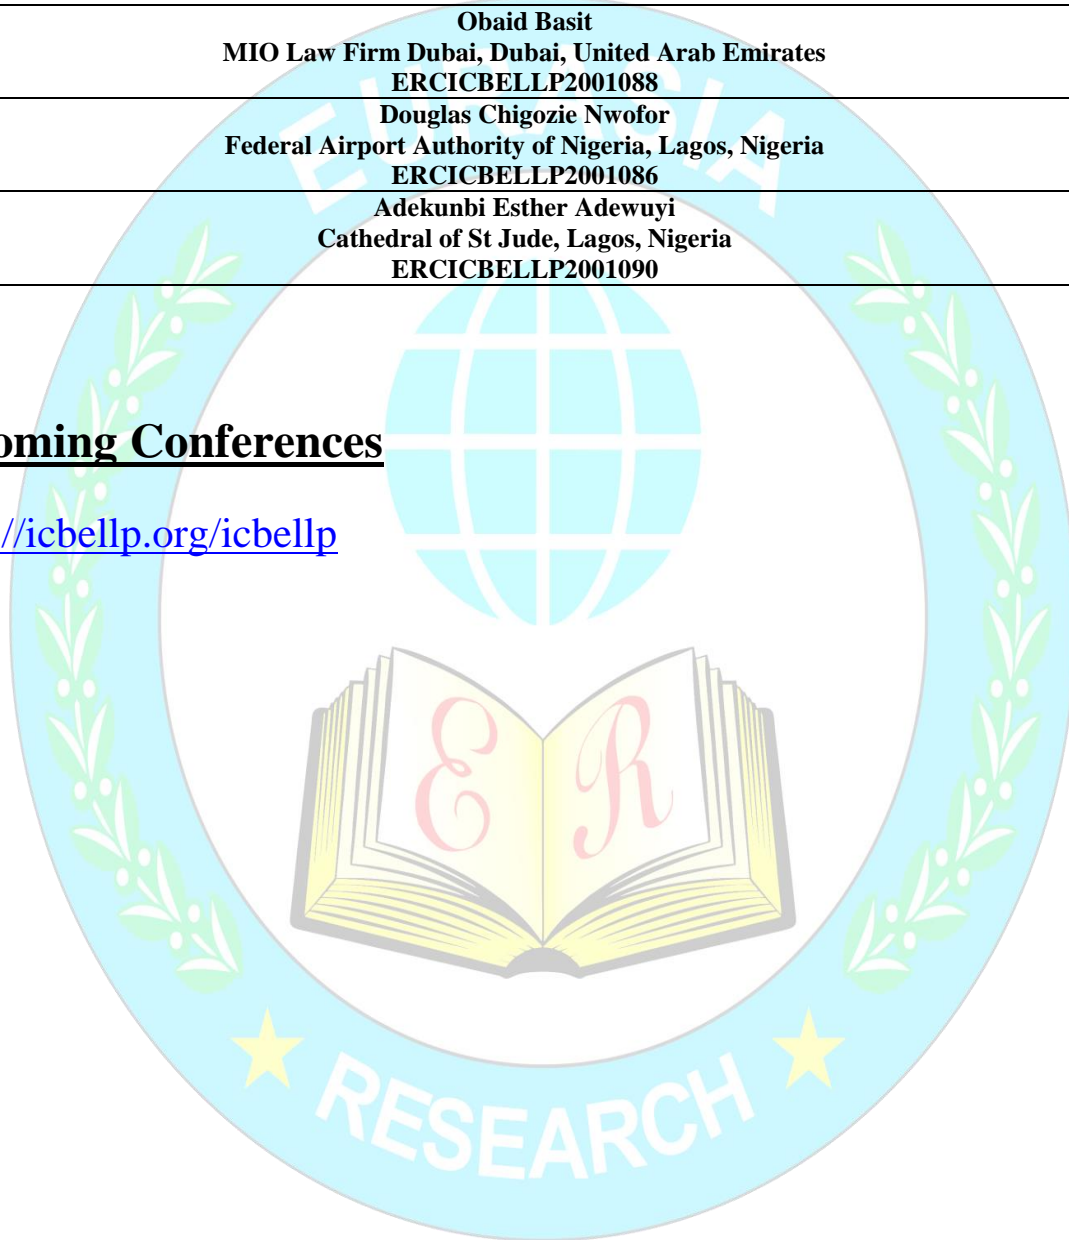 Obaid Basit
MIO Law Firm Dubai, Dubai, United Arab Emirates
ERCICBELLP2001088
Douglas Chigozie Nwofor
Federal Airport Authority of Nigeria, Lagos, Nigeria
ERCICBELLP2001086
Adekunbi Esther Adewuyi
Cathedral of St Jude, Lagos, Nigeria
ERCICBELLP2001090
EURASIA
oming Conferences
://icbellp.org/icbellp
E R
RESEARCH